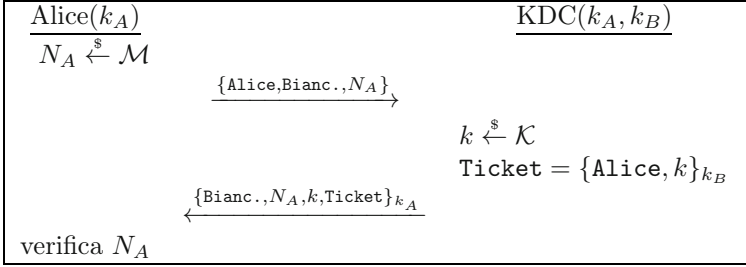 Alice(k_A) KDC(k_A, k_B)
N_A ←$ ℳ
{Alice,Bianc.,N_A}
k ←$ 𝒦
Ticket = {Alice, k}_{k_B}
{Bianc.,N_A,k,Ticket}_{k_A}
verifica N_A